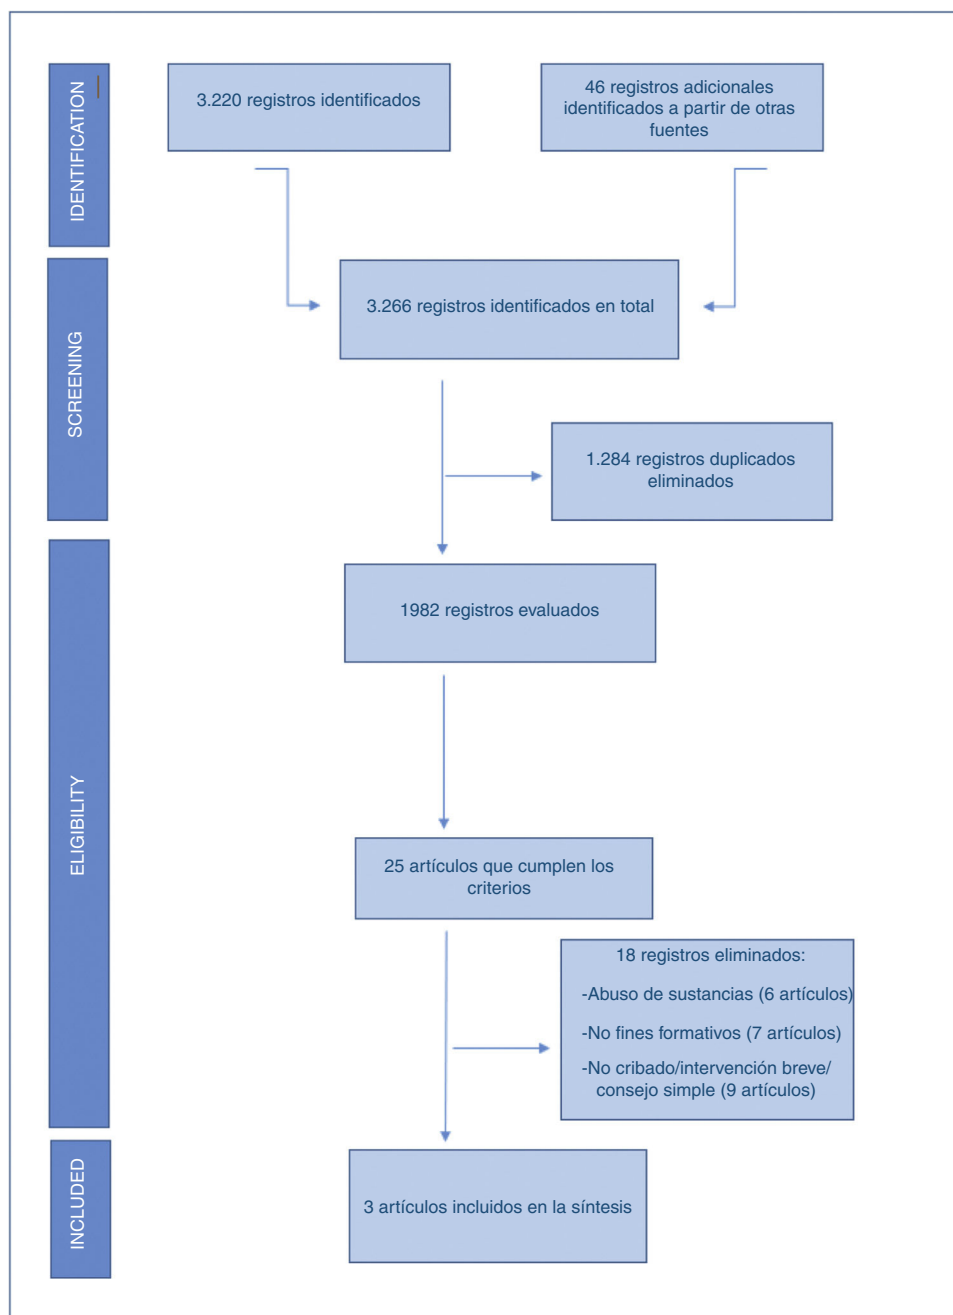 IDENTIFICATION
3.220 registros identificados
46 registros adicionales
identificados a partir de otras
fuentes
SCREENING
3.266 registros identificados en total
1.284 registros duplicados
eliminados
ELIGIBILITY
1982 registros evaluados
25 artículos que cumplen los
criterios
18 registros eliminados:
-Abuso de sustancias (6 artículos)
-No fines formativos (7 artículos)
-No cribado/intervención breve/
consejo simple (9 artículos)
INCLUDED
3 artículos incluidos en la síntesis